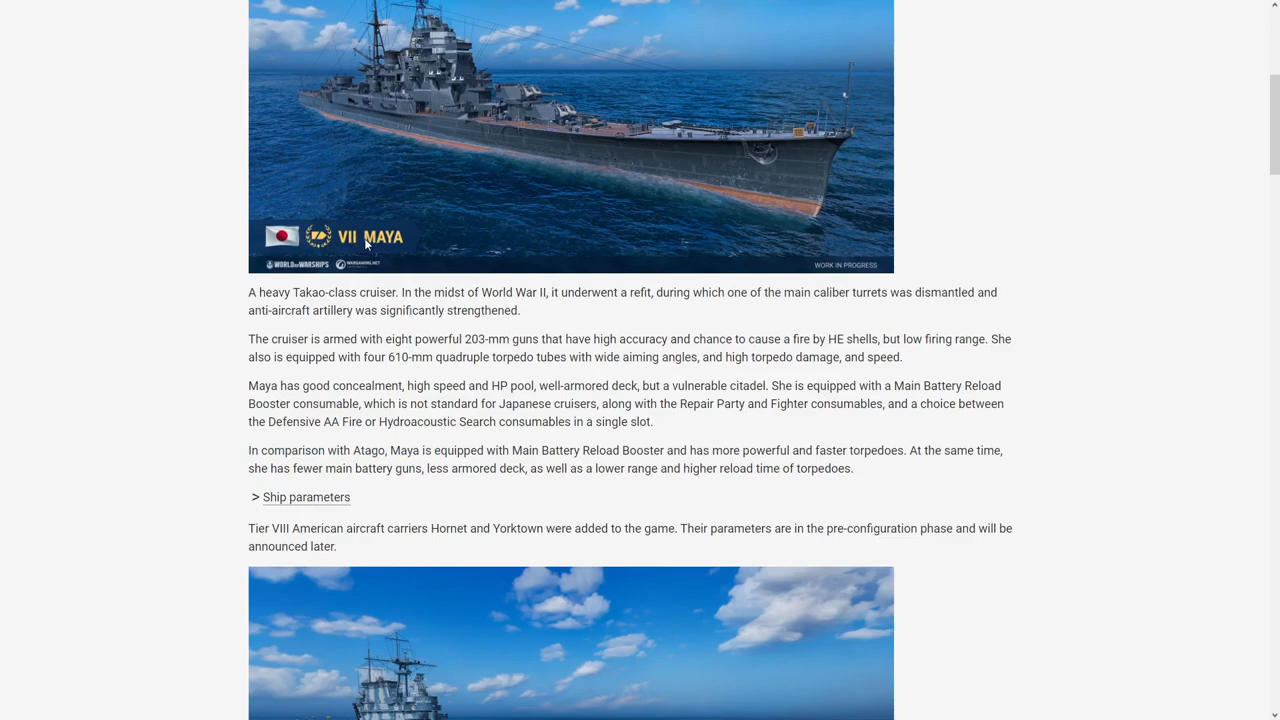 VII MAYA
WORLD OF WARSHIPS WARGAMING.NET
WORK IN PROGRESS
A heavy Takao-class cruiser. In the midst of World War II, it underwent a refit, during which one of the main caliber turrets was dismantled and
anti-aircraft artillery was significantly strengthened.
The cruiser is armed with eight powerful 203-mm guns that have high accuracy and chance to cause a fire by HE shells, but low firing range. She
also is equipped with four 610-mm quadruple torpedo tubes with wide aiming angles, and high torpedo damage, and speed.
Maya has good concealment, high speed and HP pool, well-armored deck, but a vulnerable citadel. She is equipped with a Main Battery Reload
Booster consumable, which is not standard for Japanese cruisers, along with the Repair Party and Fighter consumables, and a choice between
the Defensive AA Fire or Hydroacoustic Search consumables in a single slot.
In comparison with Atago, Maya is equipped with Main Battery Reload Booster and has more powerful and faster torpedoes. At the same time,
she has fewer main battery guns, less armored deck, as well as a lower range and higher reload time of torpedoes.
> Ship parameters
Tier VIII American aircraft carriers Hornet and Yorktown were added to the game. Their parameters are in the pre-configuration phase and will be
announced later.